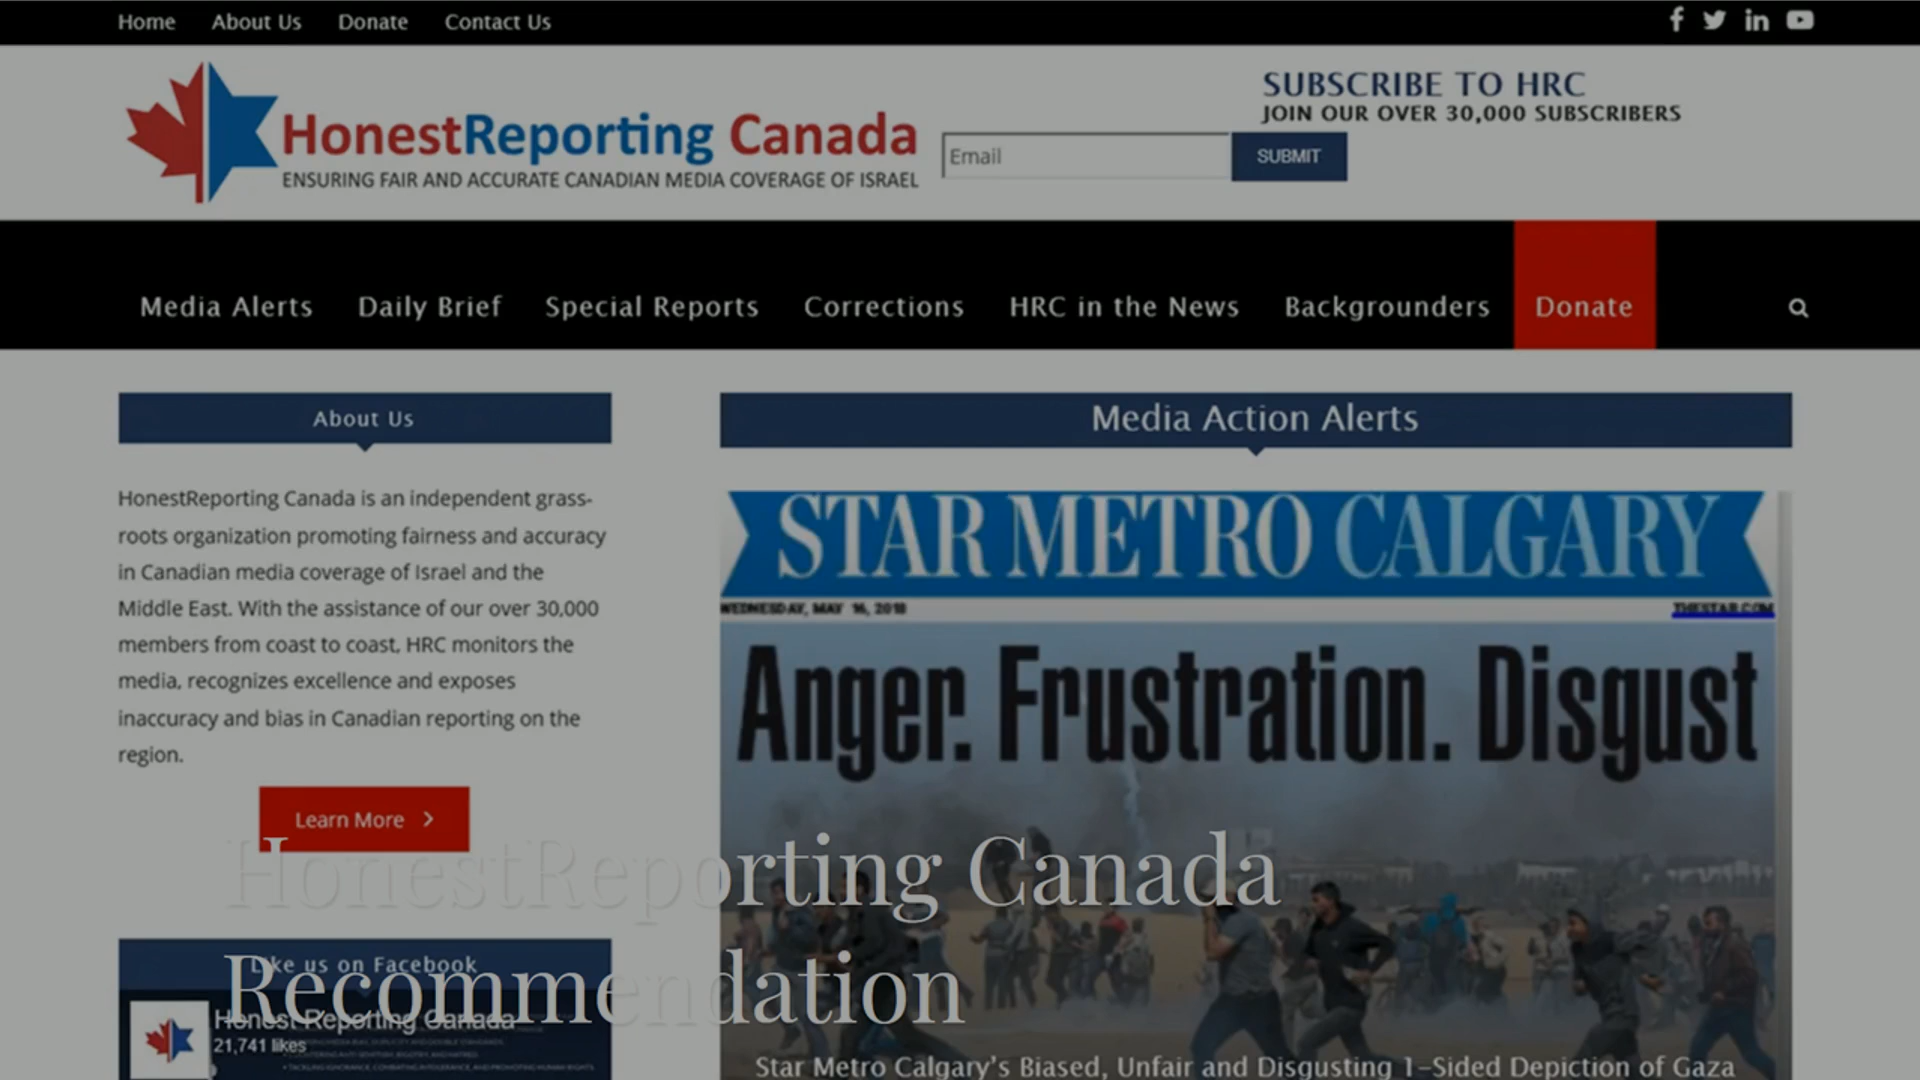 Home About Us Donate Contact Us
HonestReporting Canada
ENSURING FAIR AND ACCURATE CANADIAN MEDIA COVERAGE OF ISRAEL
SUBSCRIBE TO HRC
JOIN OUR OVER 30,000 SUBSCRIBERS
Email SUBMIT
Media Alerts Daily Brief Special Reports Corrections HRC in the News Backgrounders Donate
About Us
HonestReporting Canada is an independent grass-
roots organization promoting fairness and accuracy
in Canadian media coverage of Israel and the
Middle East. With the assistance of our over 30,000
members from coast to coast, HRC monitors the
media, recognizes excellence and exposes
inaccuracy and bias in Canadian reporting on the
region.
Learn More
Like us on Facebook
Honest Reporting Canada
21,741 likes
Media Action Alerts
STAR METRO CALGARY
WEDNESDAY, MAY 16, 2018 THESTAR.COM
Anger. Frustration. Disgust
Star Metro Calgary's Biased, Unfair and Disgusting 1-Sided Depiction of Gaza
HonestReporting Canada
Recommendation